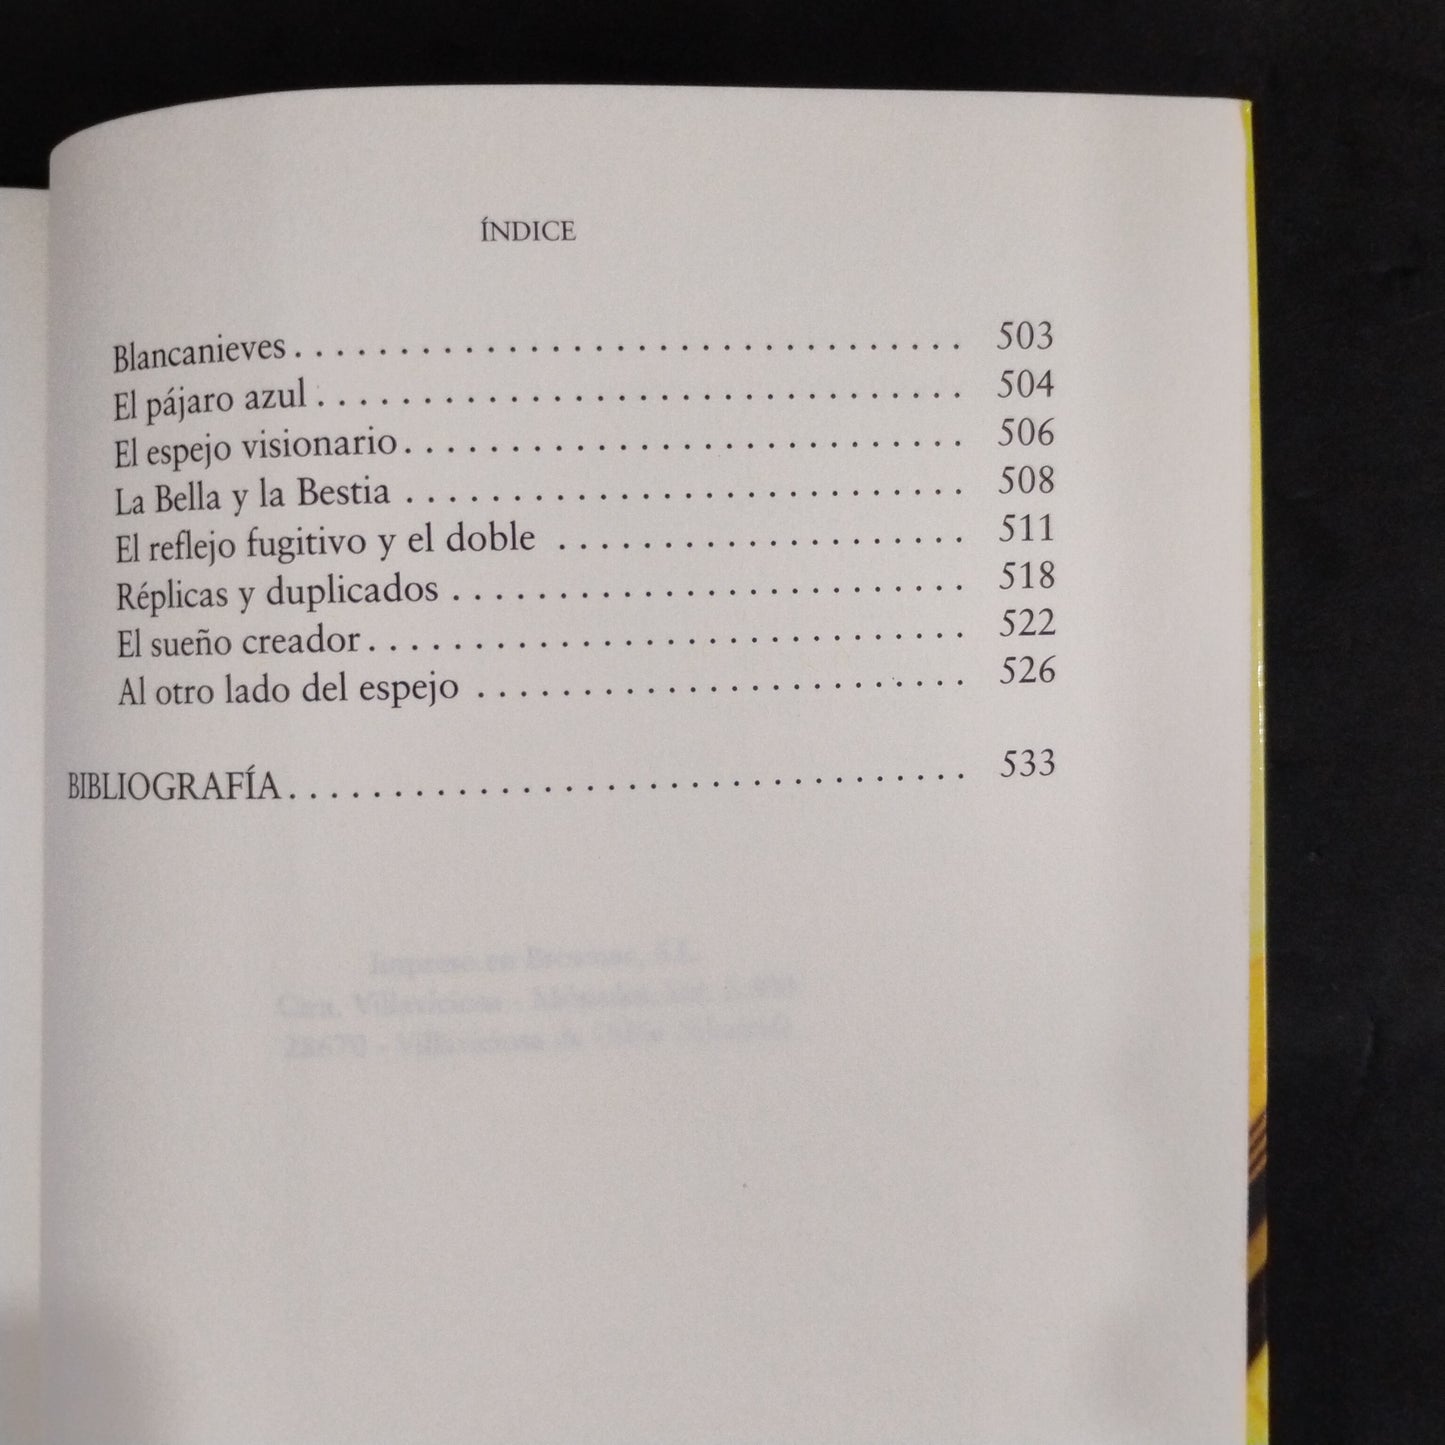 ÍNDICE
Blancanieves. . . . . . . . . . . . . . . . . . . . . . . . . . . . . . . . 503
El pájaro azul . . . . . . . . . . . . . . . . . . . . . . . . . . . . . . . 504
El espejo visionario. . . . . . . . . . . . . . . . . . . . . . . . . . . 506
La Bella y la Bestia . . . . . . . . . . . . . . . . . . . . . . . . . . . 508
El reflejo fugitivo y el doble . . . . . . . . . . . . . . . . . . . . 511
Réplicas y duplicados . . . . . . . . . . . . . . . . . . . . . . . . . 518
El sueño creador. . . . . . . . . . . . . . . . . . . . . . . . . . . . . 522
Al otro lado del espejo . . . . . . . . . . . . . . . . . . . . . . . . 526
BIBLIOGRAFÍA. . . . . . . . . . . . . . . . . . . . . . . . . . . . . . . . 533